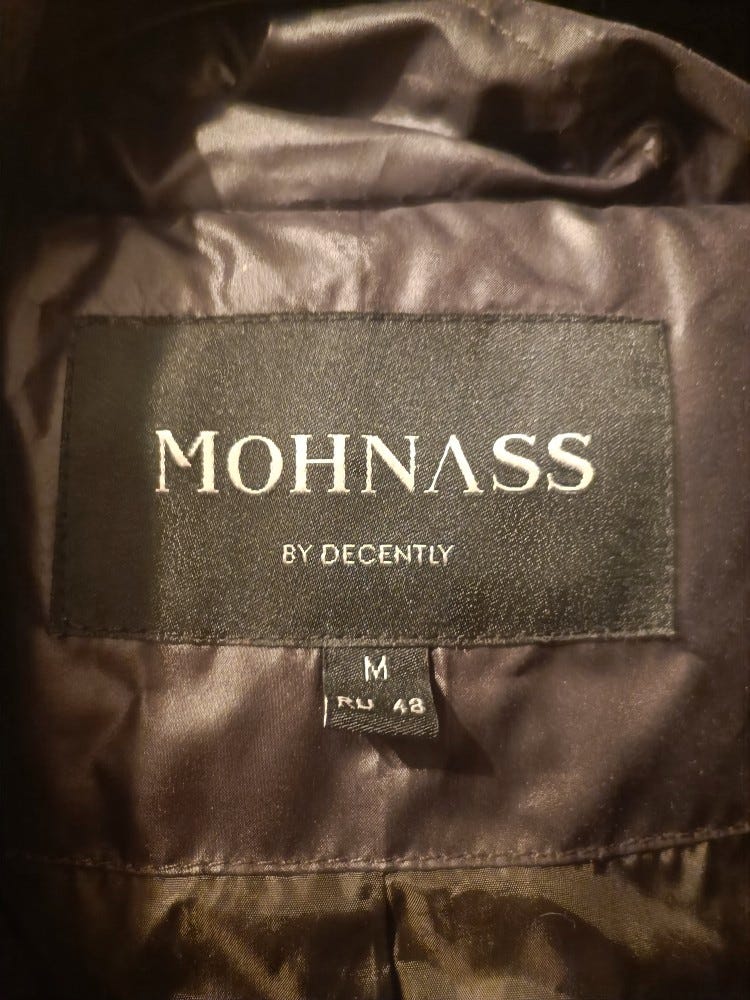 MOHNASS
BY DECENTLY
M
RU 48